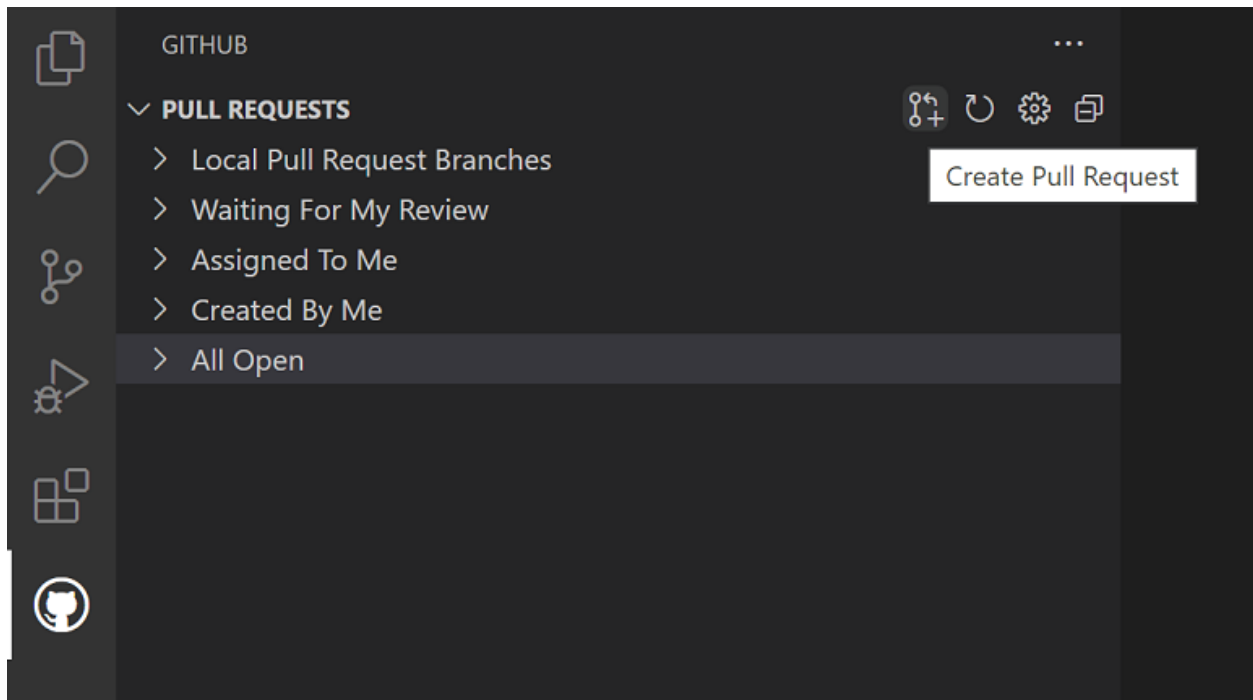 GITHUB
PULL REQUESTS
Create Pull Request
Local Pull Request Branches
Waiting For My Review
Assigned To Me
Created By Me
All Open